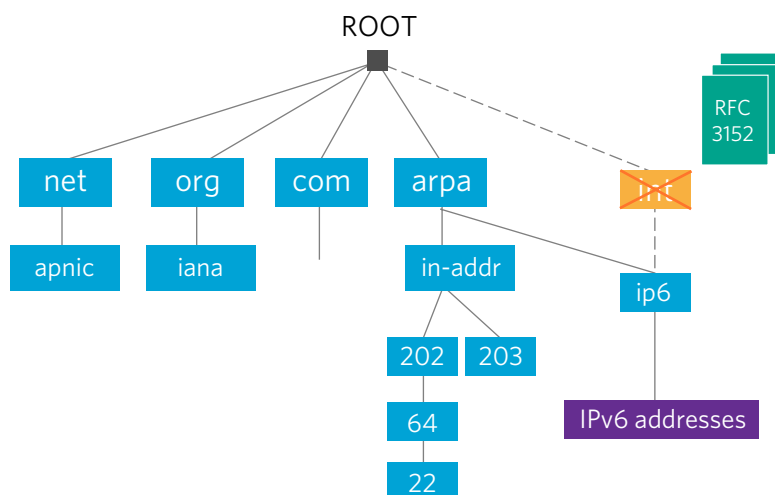 ROOT
RFC
3152
net
org
com
arpa
int
apnic
iana
in-addr
ip6
202
203
64
IPv6 addresses
22